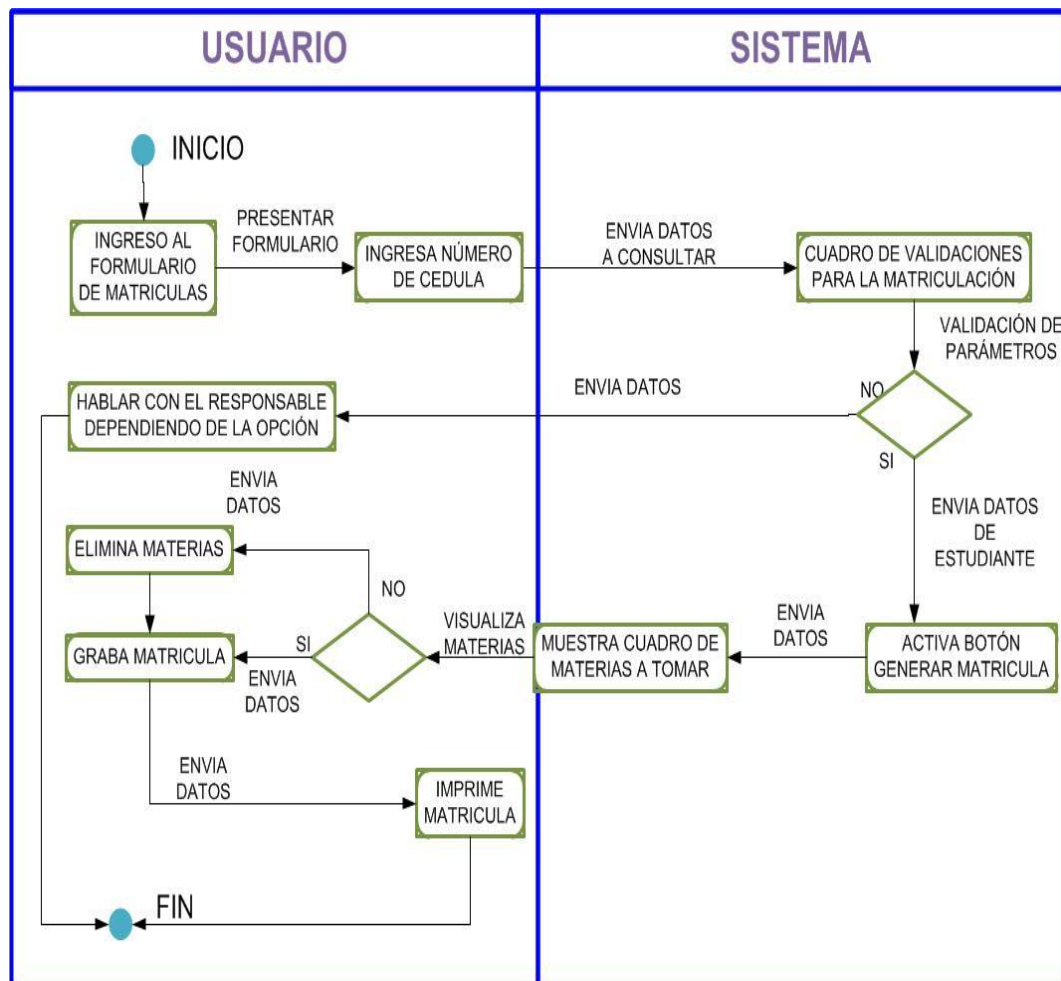 USUARIO
SISTEMA
INICIO
INGRESO AL
FORMULARIO
DE MATRICULAS
PRESENTAR
FORMULARIO
INGRESA NÚMERO
DE CEDULA
ENVIA DATOS
A CONSULTAR
CUADRO DE VALIDACIONES
PARA LA MATRICULACIÓN
VALIDACIÓN DE
PARÁMETROS
NO
SI
ENVIA DATOS
HABLAR CON EL RESPONSABLE
DEPENDIENDO DE LA OPCIÓN
ENVIA DATOS
DE
ESTUDIANTE
ACTIVA BOTÓN
GENERAR MATRICULA
ENVIA
DATOS
MUESTRA CUADRO DE
MATERIAS A TOMAR
VISUALIZA
MATERIAS
NO
SI
ENVIA
DATOS
ELIMINA MATERIAS
ENVIA
DATOS
GRABA MATRICULA
ENVIA
DATOS
IMPRIME
MATRICULA
FIN